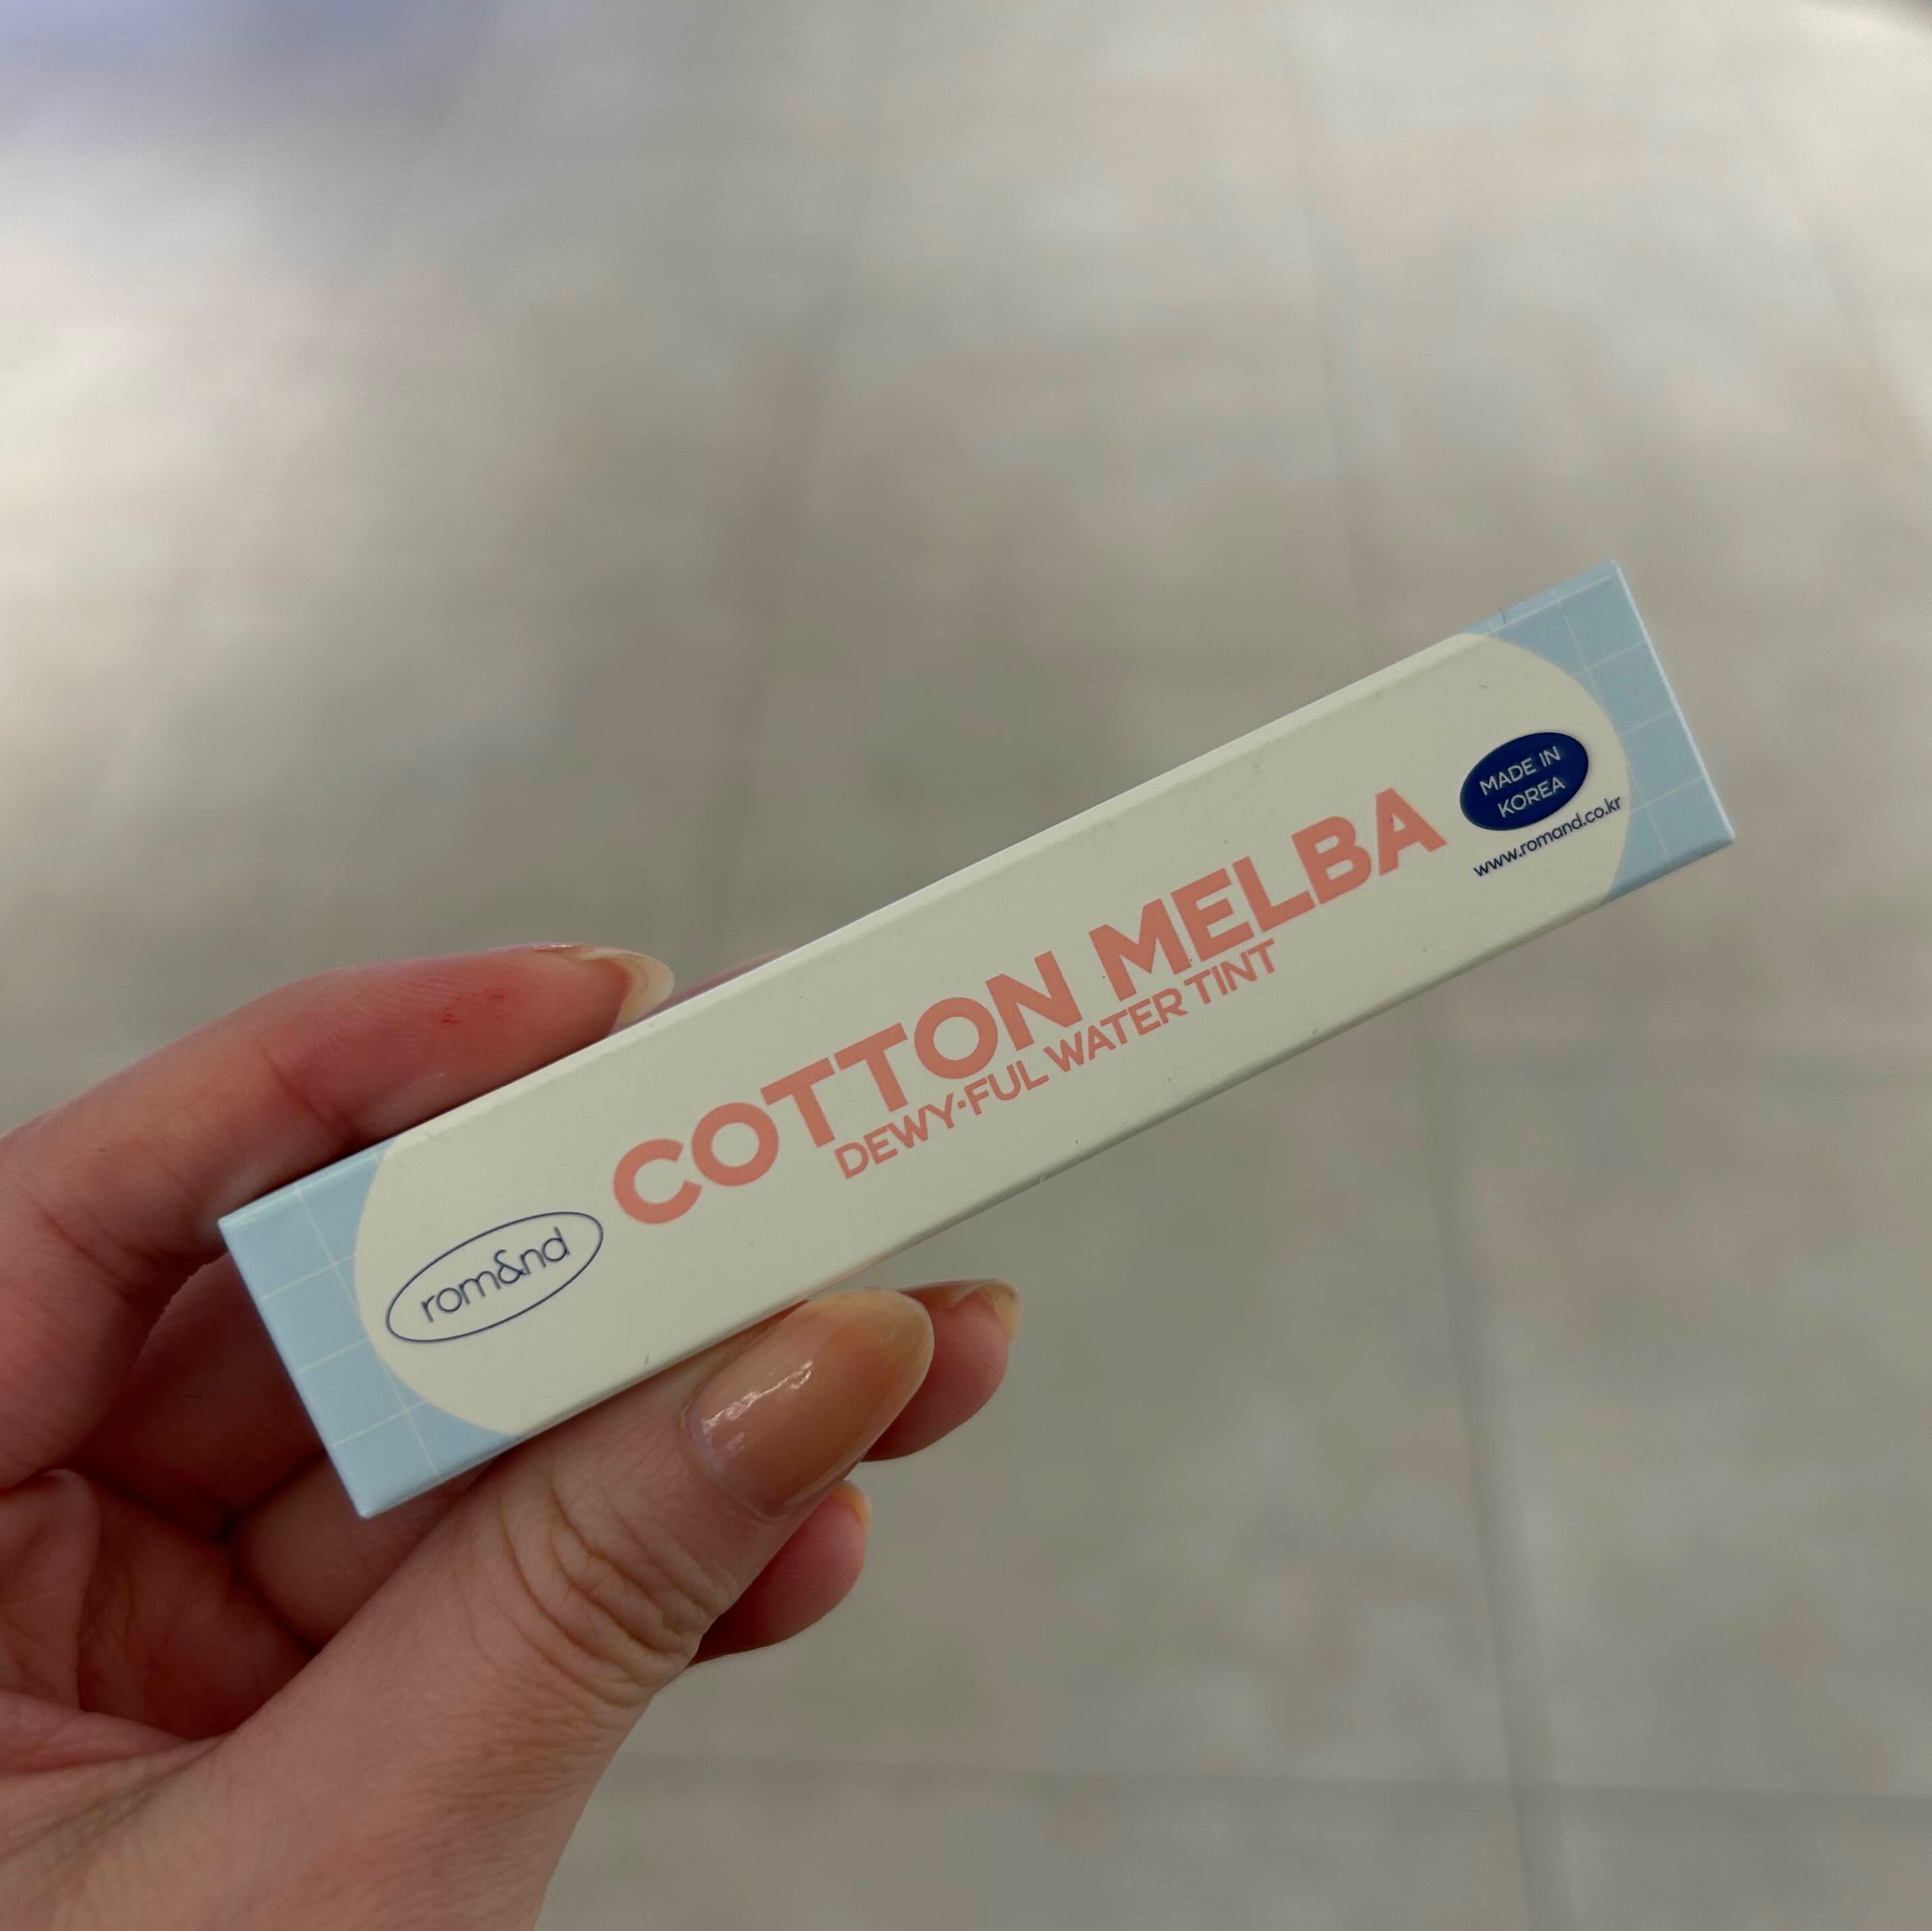 rom&nd
COTTON MELBA
DEWY·FUL WATER TINT
MADE IN
KOREA
www.romand.co.kr